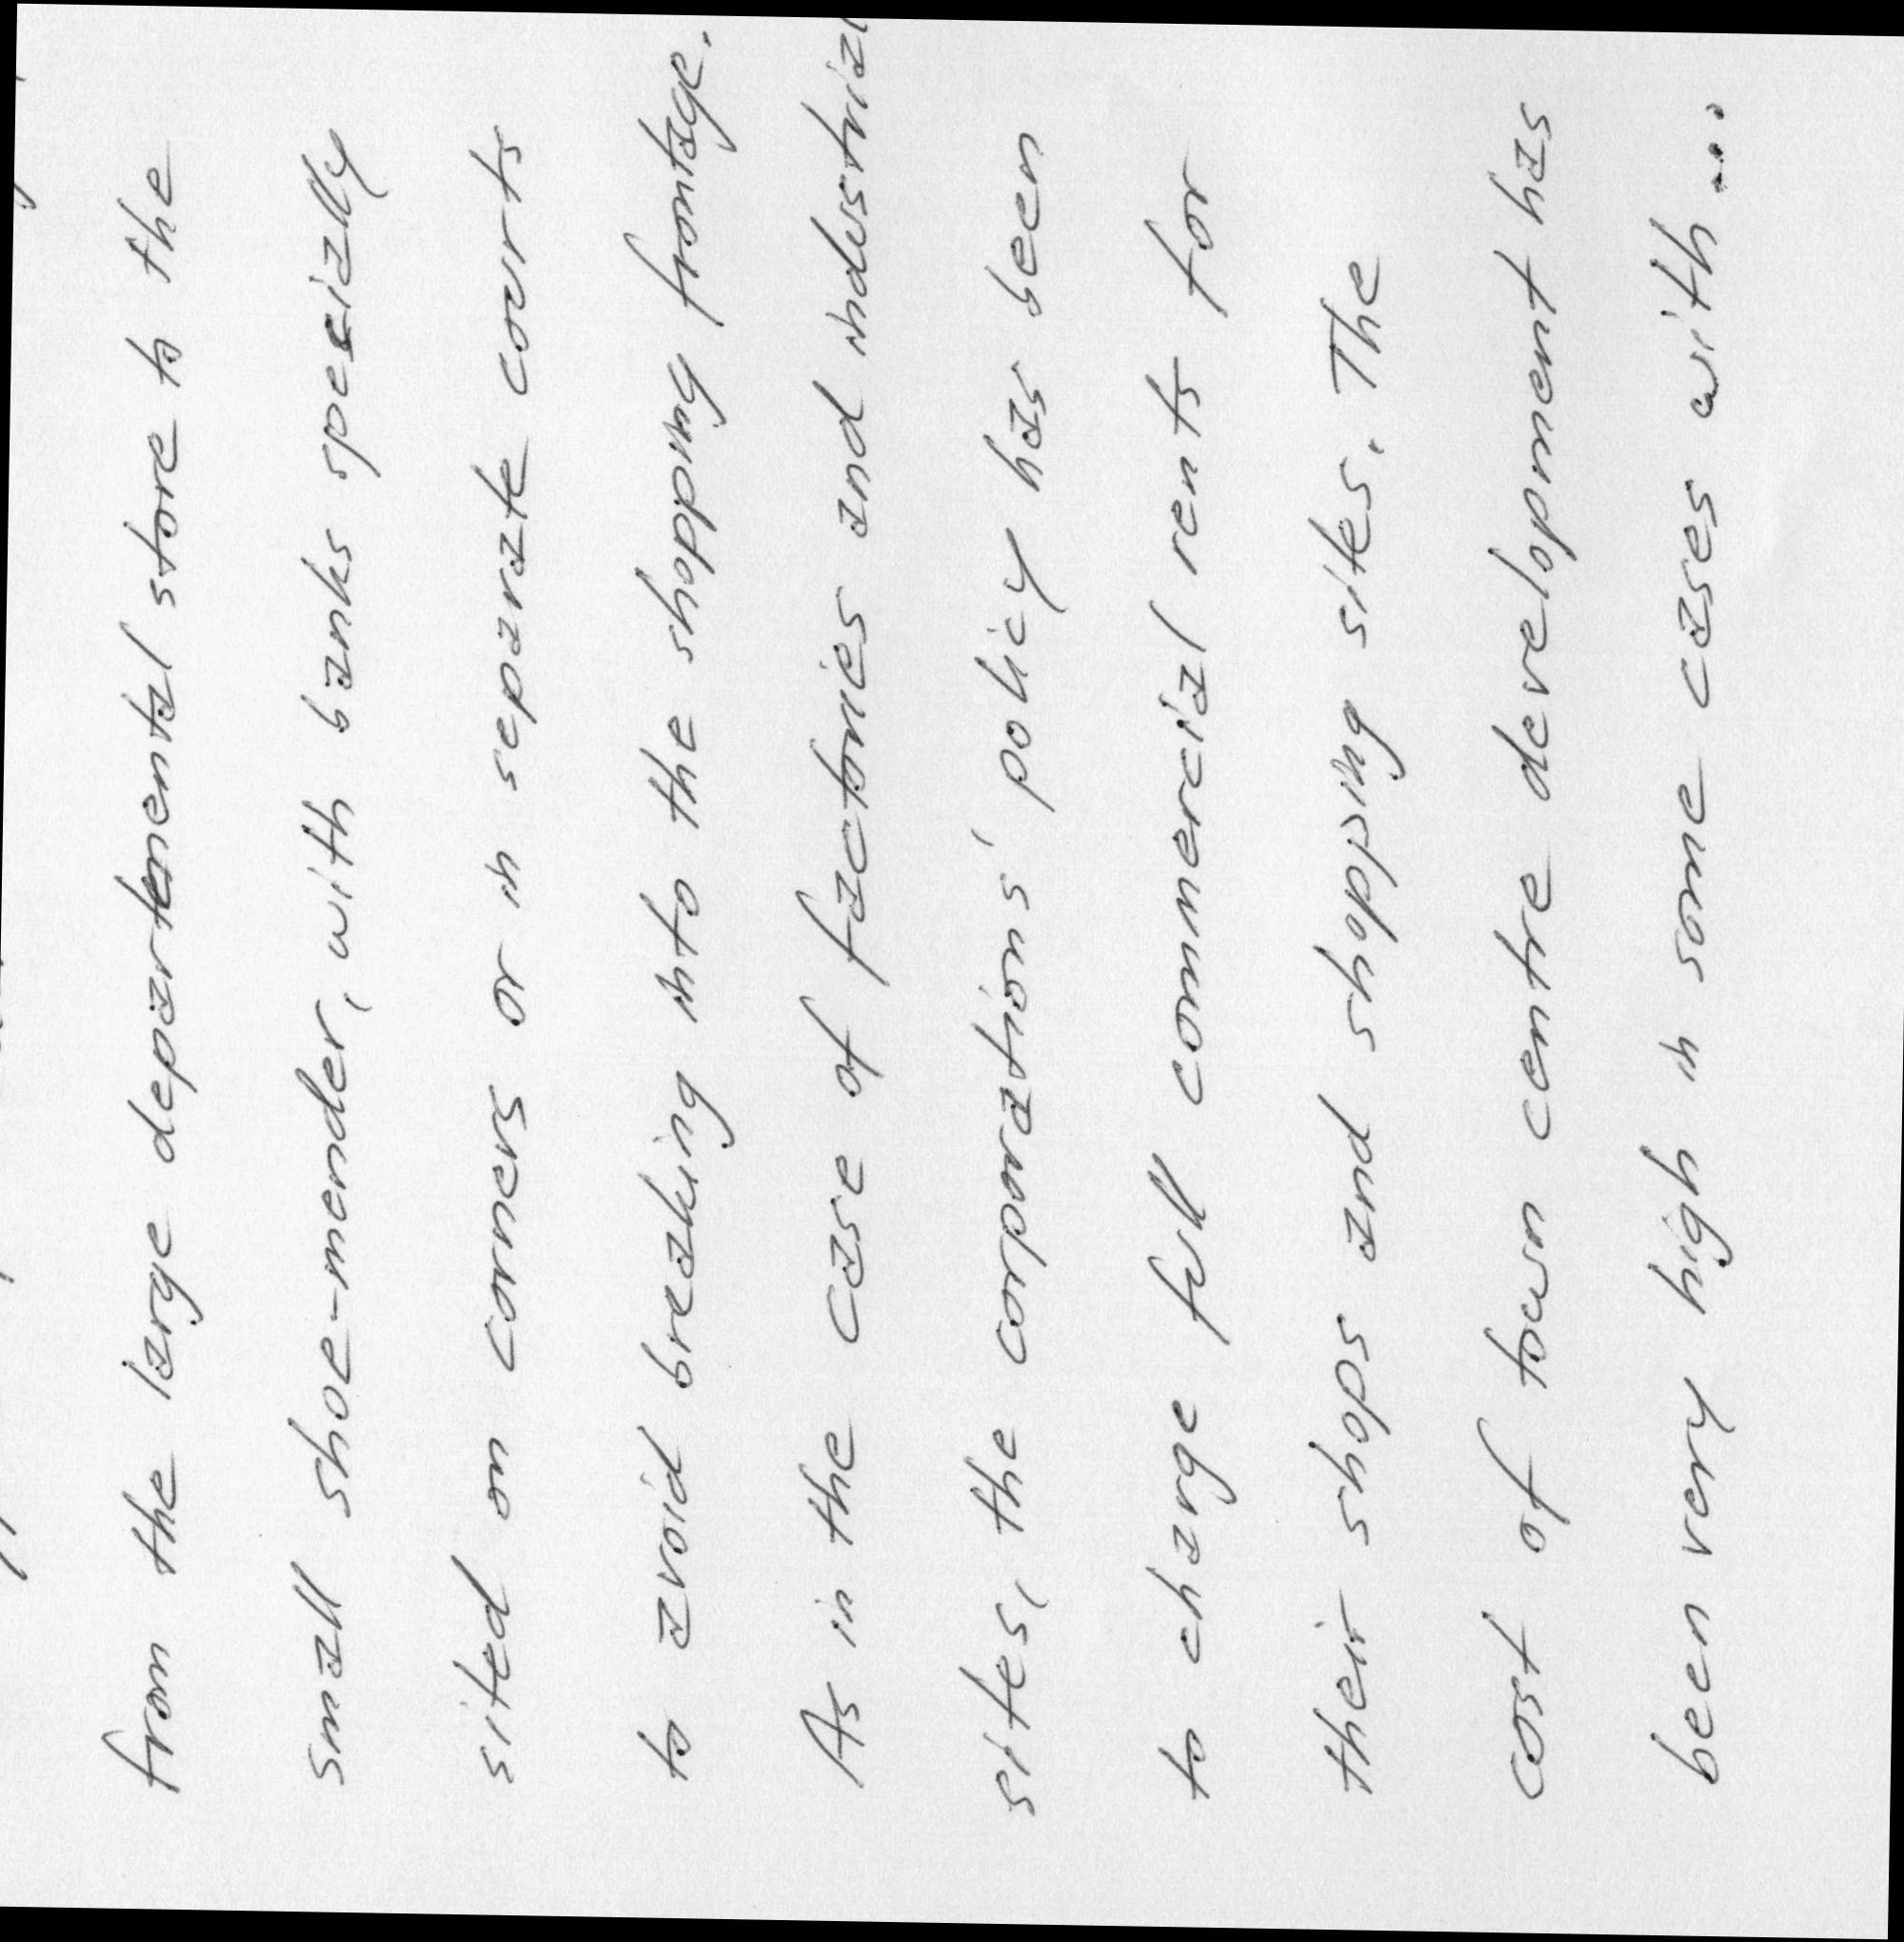 from the large departemental store to the
small shoe-mender, with banks specially
sited on corners or in separate courts
to avoid breaking into the shopping frontage.
As in the case of factories and industrial
sites, the corporations' policy has been
to charge full commercial rents for
their shops and shopping sites. The
cost of town centre development has
been very high in some cases with ...